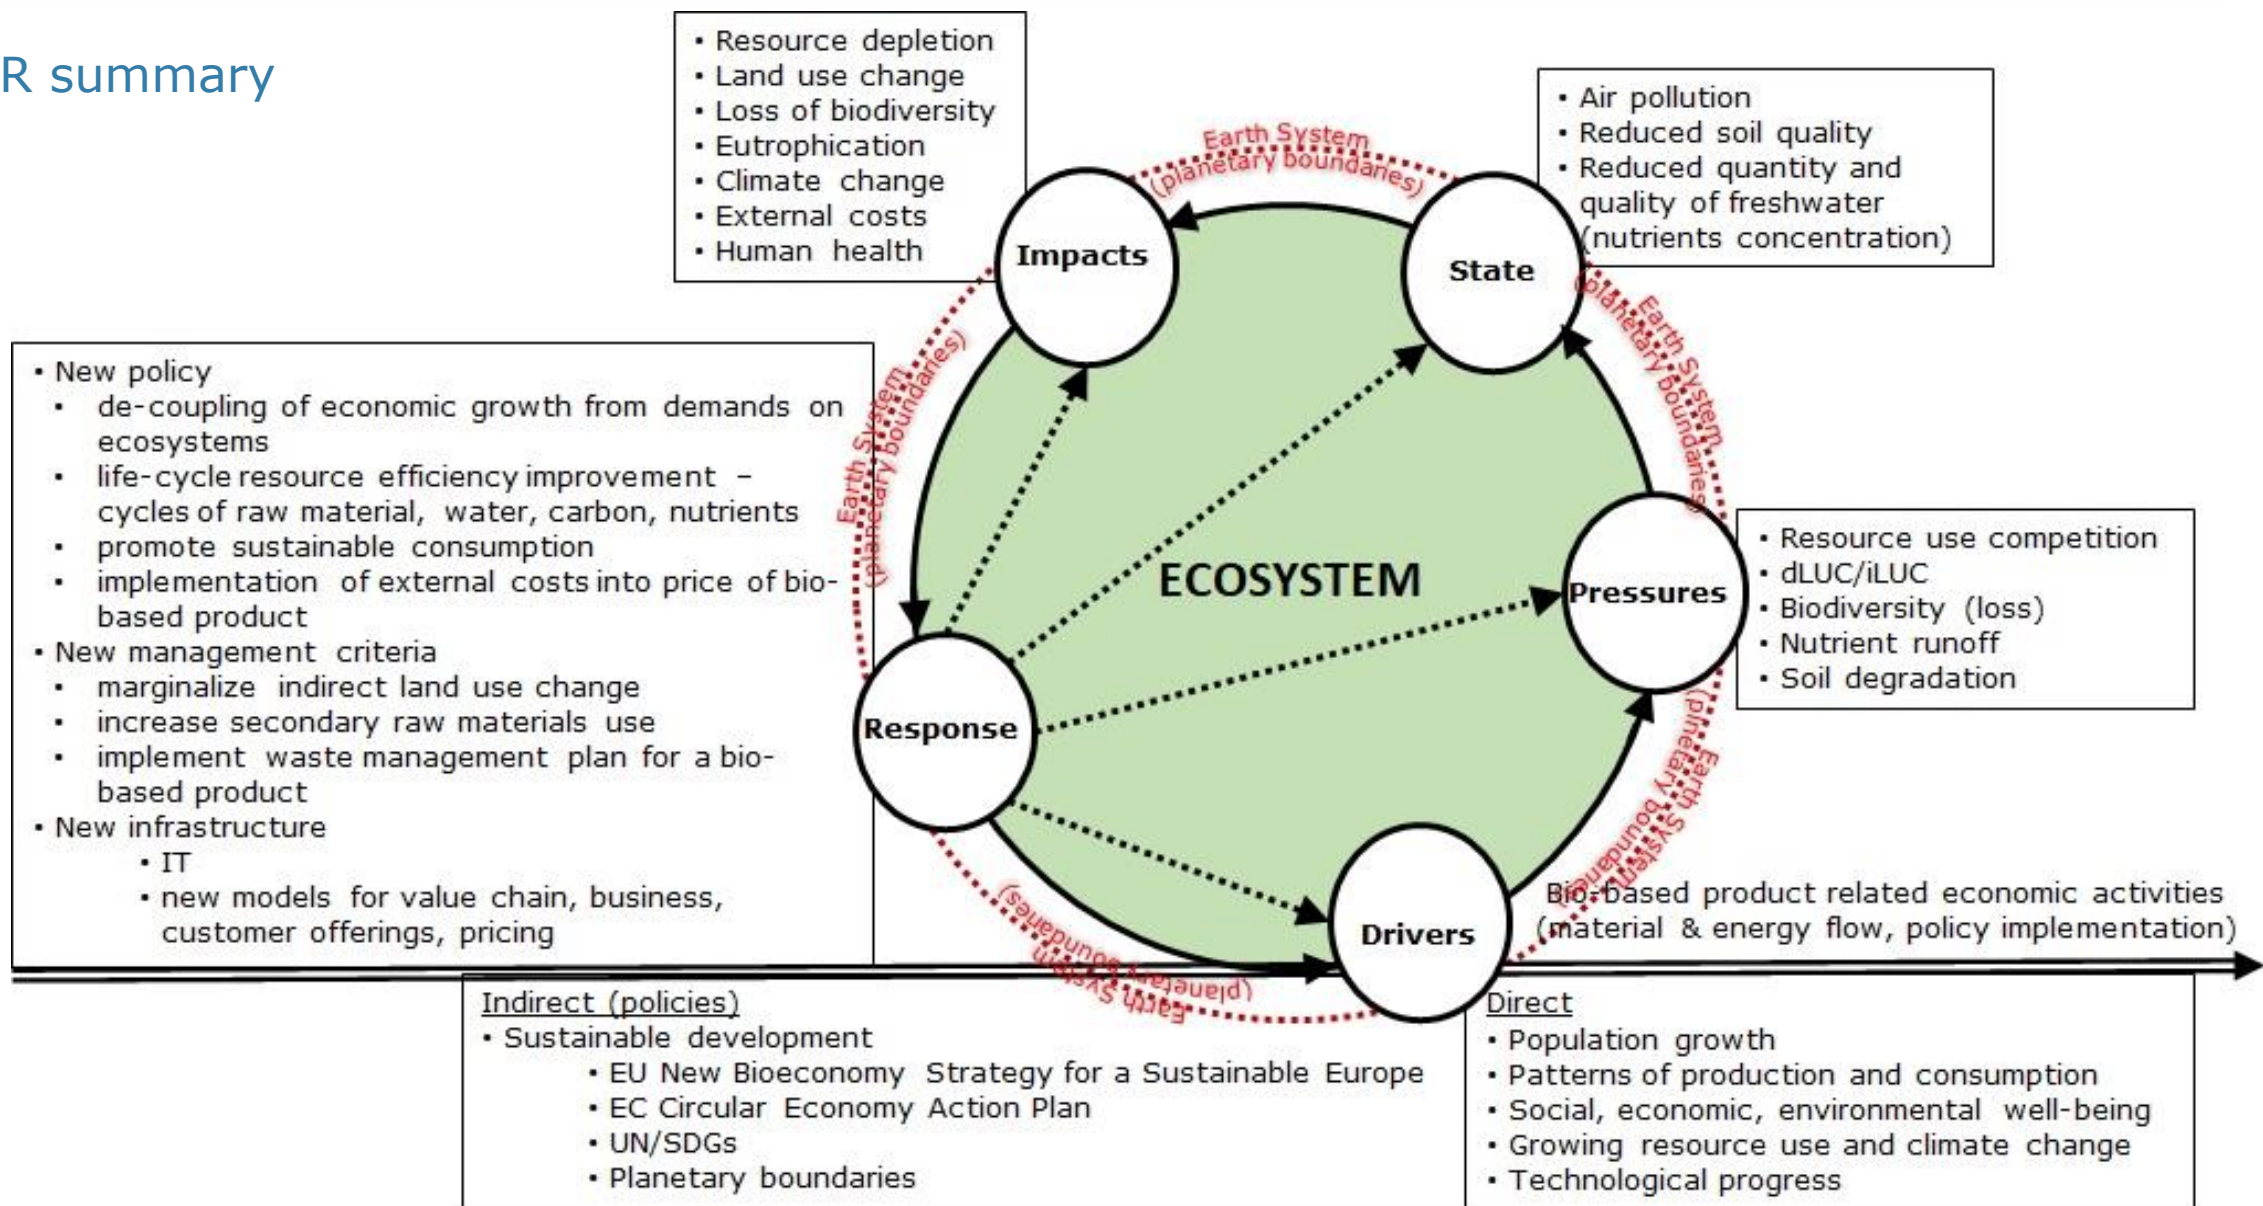 R summary
• Resource depletion
• Land use change
• Loss of biodiversity
• Eutrophication
• Climate change
• External costs
• Human health
• Air pollution
• Reduced soil quality
• Reduced quantity and
quality of freshwater
(nutrients concentration)
Earth System
(planetary boundaries)
Impacts
State
Earth System
(planetary boundaries)
Earth System
(planetary boundaries)
• New policy
• de-coupling of economic growth from demands on
ecosystems
• life-cycle resource efficiency improvement –
cycles of raw material, water, carbon, nutrients
• promote sustainable consumption
• implementation of external costs into price of bio-
based product
• New management criteria
• marginalize indirect land use change
• increase secondary raw materials use
• implement waste management plan for a bio-
based product
• New infrastructure
• IT
• new models for value chain, business,
customer offerings, pricing
ECOSYSTEM
Pressures
• Resource use competition
• dLUC/iLUC
• Biodiversity (loss)
• Nutrient runoff
• Soil degradation
Response
Earth System
(plnetary boundaries)
Drivers
Bio-based product related economic activities
(material & energy flow, policy implementation)
Earth System
(planetary boundaries)
Indirect (policies)
• Sustainable development
• EU New Bioeconomy Strategy for a Sustainable Europe
• EC Circular Economy Action Plan
• UN/SDGs
• Planetary boundaries
Direct
• Population growth
• Patterns of production and consumption
• Social, economic, environmental well-being
• Growing resource use and climate change
• Technological progress